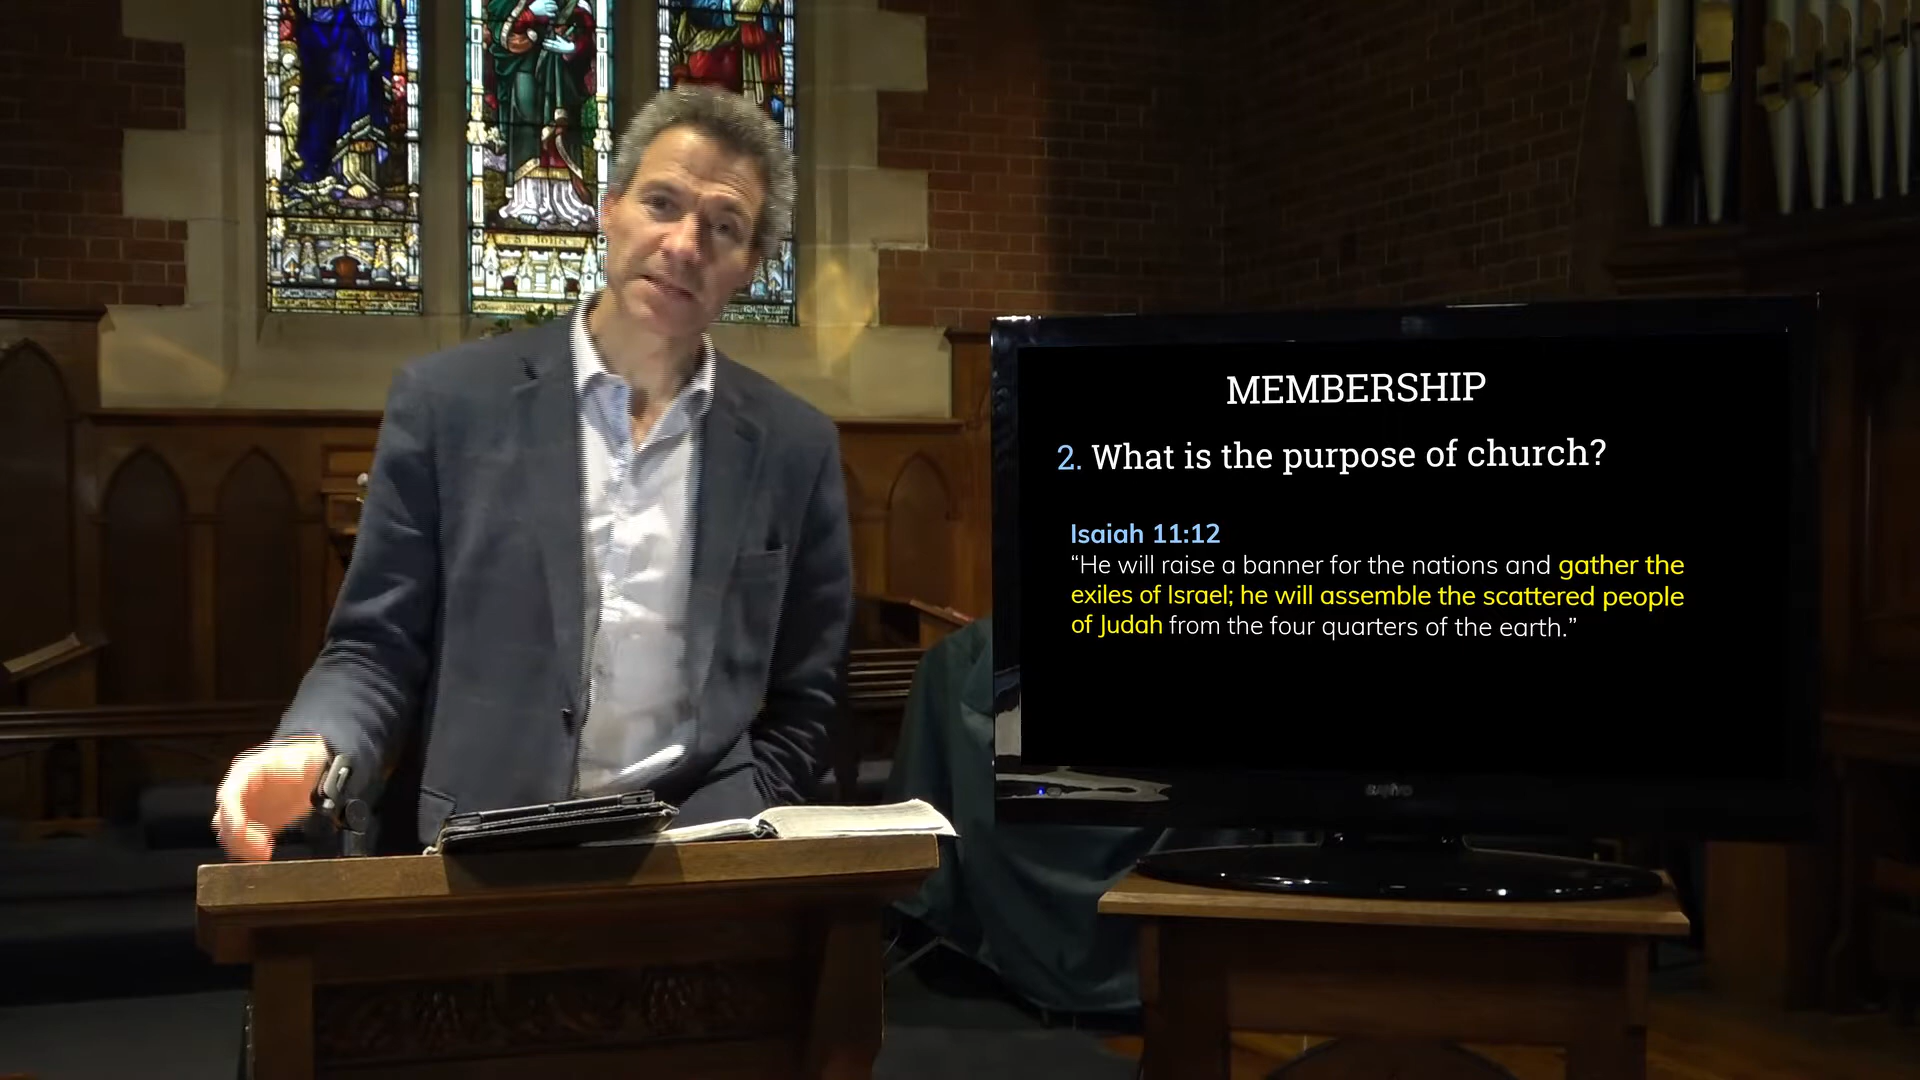 S. JOHN
MEMBERSHIP
2. What is the purpose of church?
Isaiah 11:12
“He will raise a banner for the nations and gather the
exiles of Israel; he will assemble the scattered people
of Judah from the four quarters of the earth.”